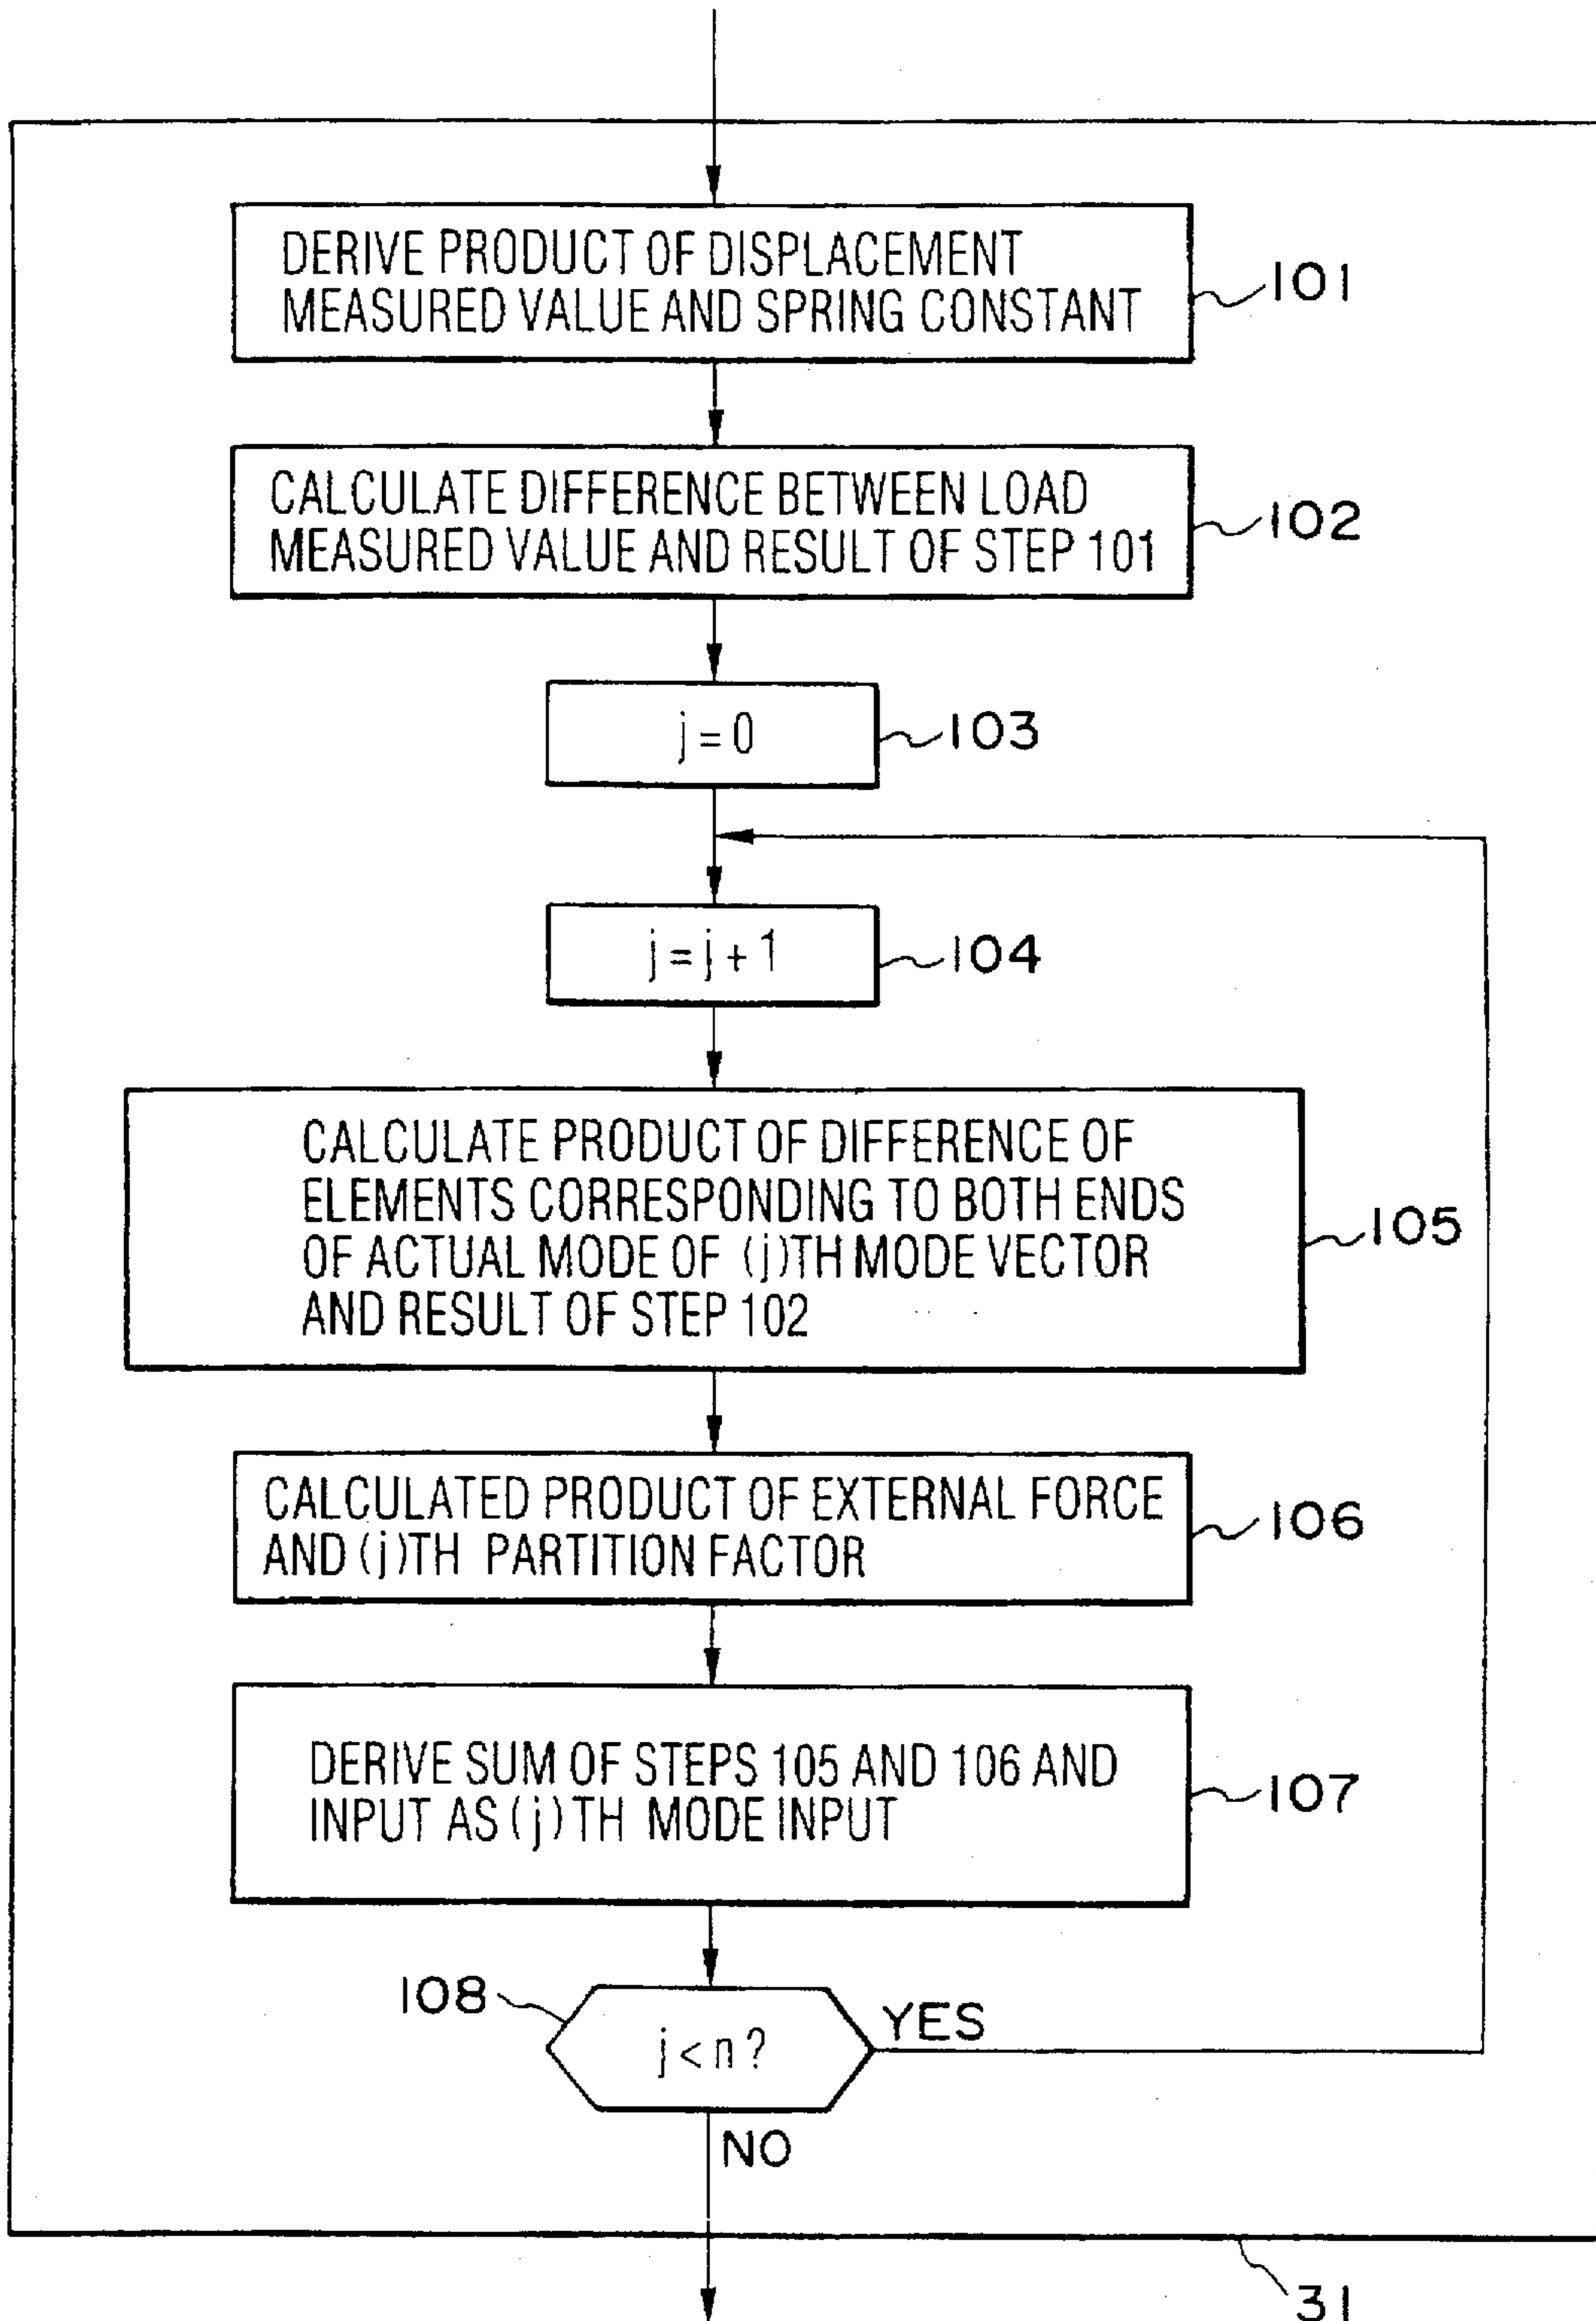 DERIVE PRODUCT OF DISPLACEMENT
MEASURED VALUE AND SPRING CONSTANT
101
CALCULATE DIFFERENCE BETWEEN LOAD
MEASURED VALUE AND RESULT OF STEP 101
102
j = 0
103
j = j + 1
104
CALCULATE PRODUCT OF DIFFERENCE OF
ELEMENTS CORRESPONDING TO BOTH ENDS
OF ACTUAL MODE OF (j)TH MODE VECTOR
AND RESULT OF STEP 102
105
CALCULATED PRODUCT OF EXTERNAL FORCE
AND (j)TH PARTITION FACTOR
106
DERIVE SUM OF STEPS 105 AND 106 AND
INPUT AS (j)TH MODE INPUT
107
108
j < n ?
YES
NO
31